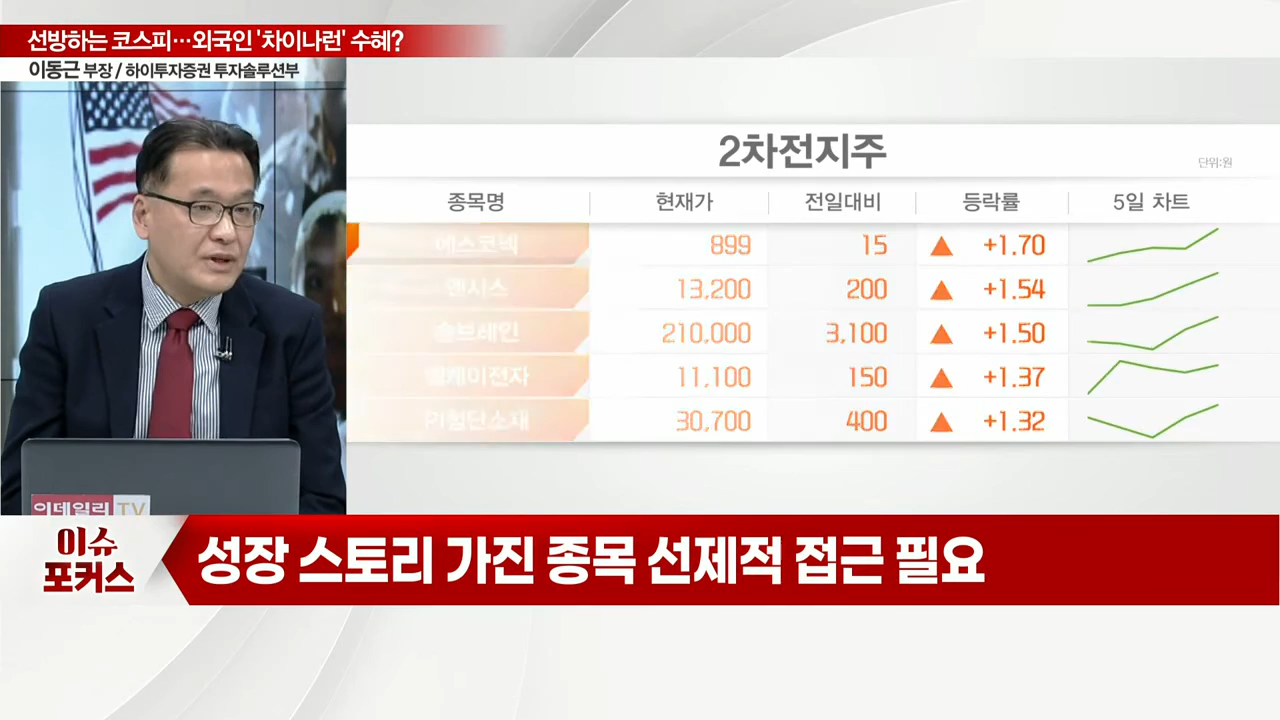 선방하는 코스피…외국인 '차이나런' 수혜?
이동근 부장 / 하이투자증권 투자솔루션부
2차전지주
단위:원
종목명 현재가 전일대비 등락률 5일 차트
에스코넥 899 15 ▲ +1.70
엔시스 13,200 200 ▲ +1.54
솔브레인 210,000 3,100 ▲ +1.50
엘케이전자 11,100 150 ▲ +1.37
PI첨단소재 30,700 400 ▲ +1.32
이데일리 TV
이슈
포커스
성장 스토리 가진 종목 선제적 접근 필요